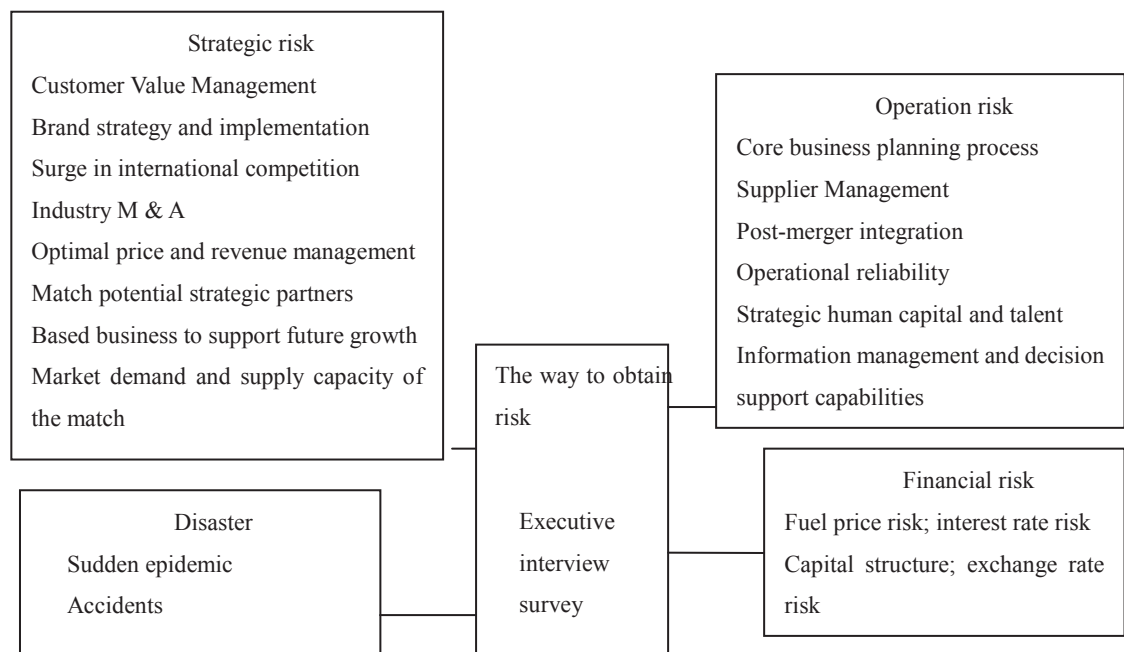 Strategic risk
Customer Value Management
Brand strategy and implementation
Surge in international competition
Industry M & A
Optimal price and revenue management
Match potential strategic partners
Based business to support future growth
Market demand and supply capacity of
the match
Operation risk
Core business planning process
Supplier Management
Post-merger integration
Operational reliability
Strategic human capital and talent
Information management and decision
support capabilities
The way to obtain
risk
Executive
interview
survey
Disaster
Sudden epidemic
Accidents
Financial risk
Fuel price risk; interest rate risk
Capital structure; exchange rate
risk